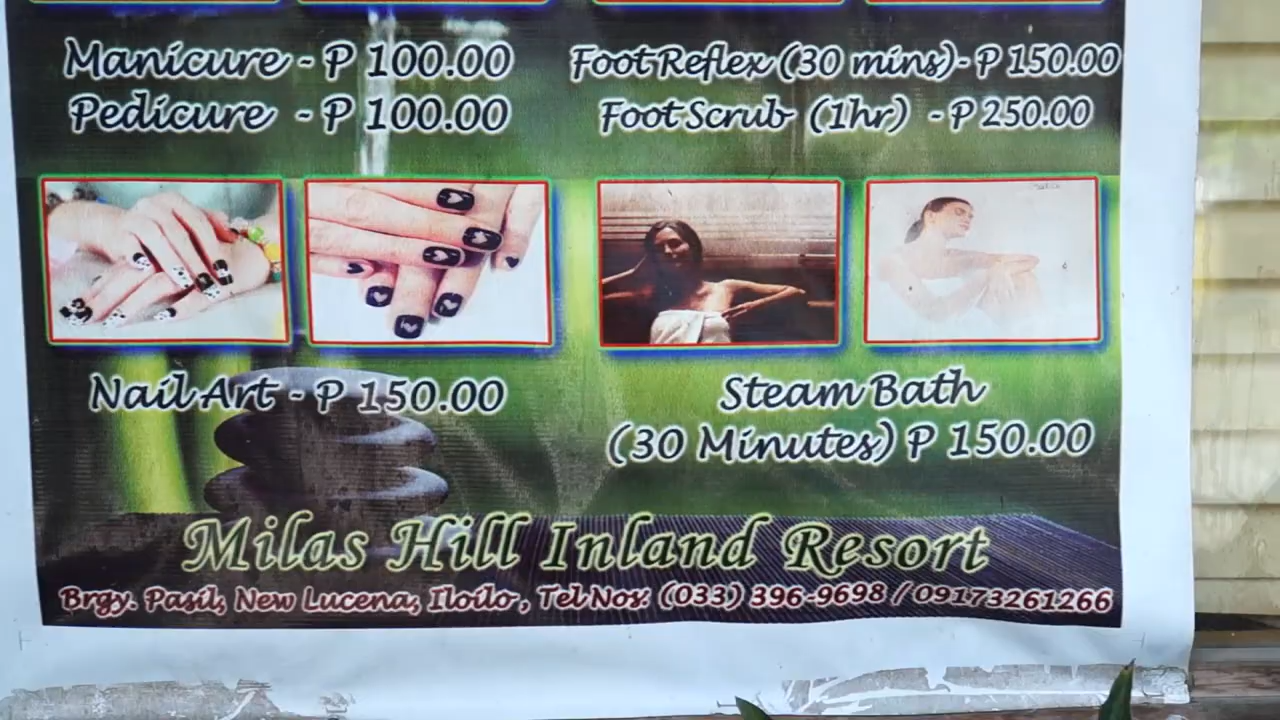 Manicure - P 100.00
Pedicure - P 100.00
Foot Reflex (30 mins)- P 150.00
Foot Scrub (1hr) - P 250.00
Nail Art - P 150.00
Steam Bath
(30 Minutes) P 150.00
Milas Hill Inland Resort
Brgy. Pasil, New Lucena, Iloilo, Tel Nos. (033) 396-9698 / 09173261266